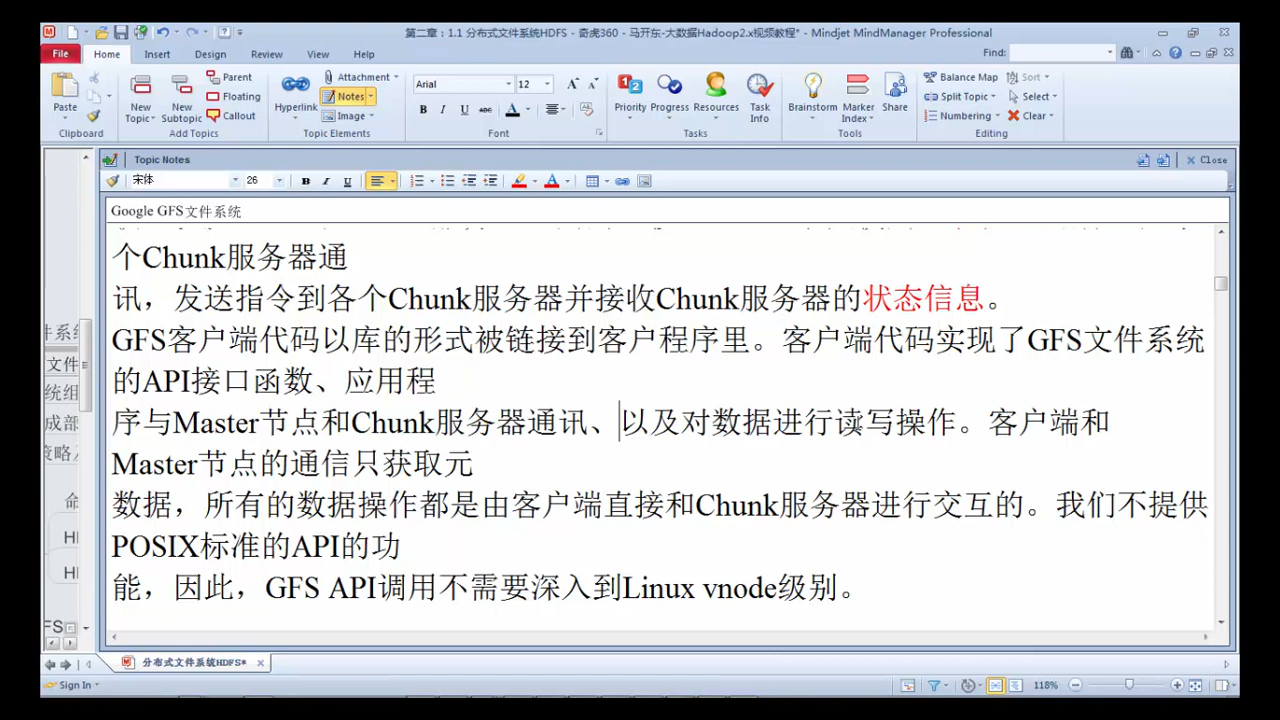 第二章：1.1 分布式文件系统HDFS - 奇虎360 - 马开东-大数据Hadoop2.x视频教程* - Mindjet MindManager Professional
File Home Insert Design Review View Help Find:
Paste New Topic New Subtopic Parent Floating Callout Hyperlink Attachment Notes Image Arial 12 Priority Progress Resources Task Info Brainstorm Marker Index Share Balance Map Split Topic Numbering Sort Select Clear
B I U abc A
Clipboard Add Topics Topic Elements Font Tasks Tools Editing
Topic Notes Close
宋体 26 B I U A
Google GFS文件系统
个Chunk服务器通
讯，发送指令到各个Chunk服务器并接收Chunk服务器的状态信息。
GFS客户端代码以库的形式被链接到客户程序里。客户端代码实现了GFS文件系统
的API接口函数、应用程
序与Master节点和Chunk服务器通讯、以及对数据进行读写操作。客户端和
Master节点的通信只获取元
数据，所有的数据操作都是由客户端直接和Chunk服务器进行交互的。我们不提供
POSIX标准的API的功
能，因此，GFS API调用不需要深入到Linux vnode级别。
件系统
文件
统组
成部
策略及
命
HI
HI
FS
分布式文件系统HDFS*
Sign In 118%